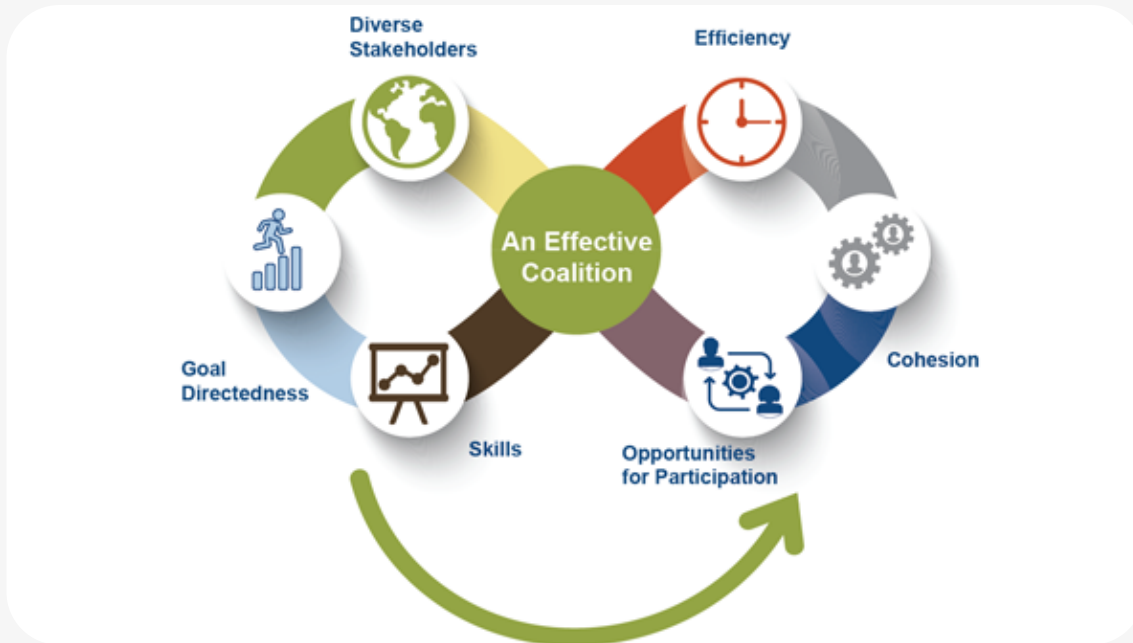 Diverse
Stakeholders
Efficiency
An Effective
Coalition
Goal
Directedness
Cohesion
Skills
Opportunities
for Participation